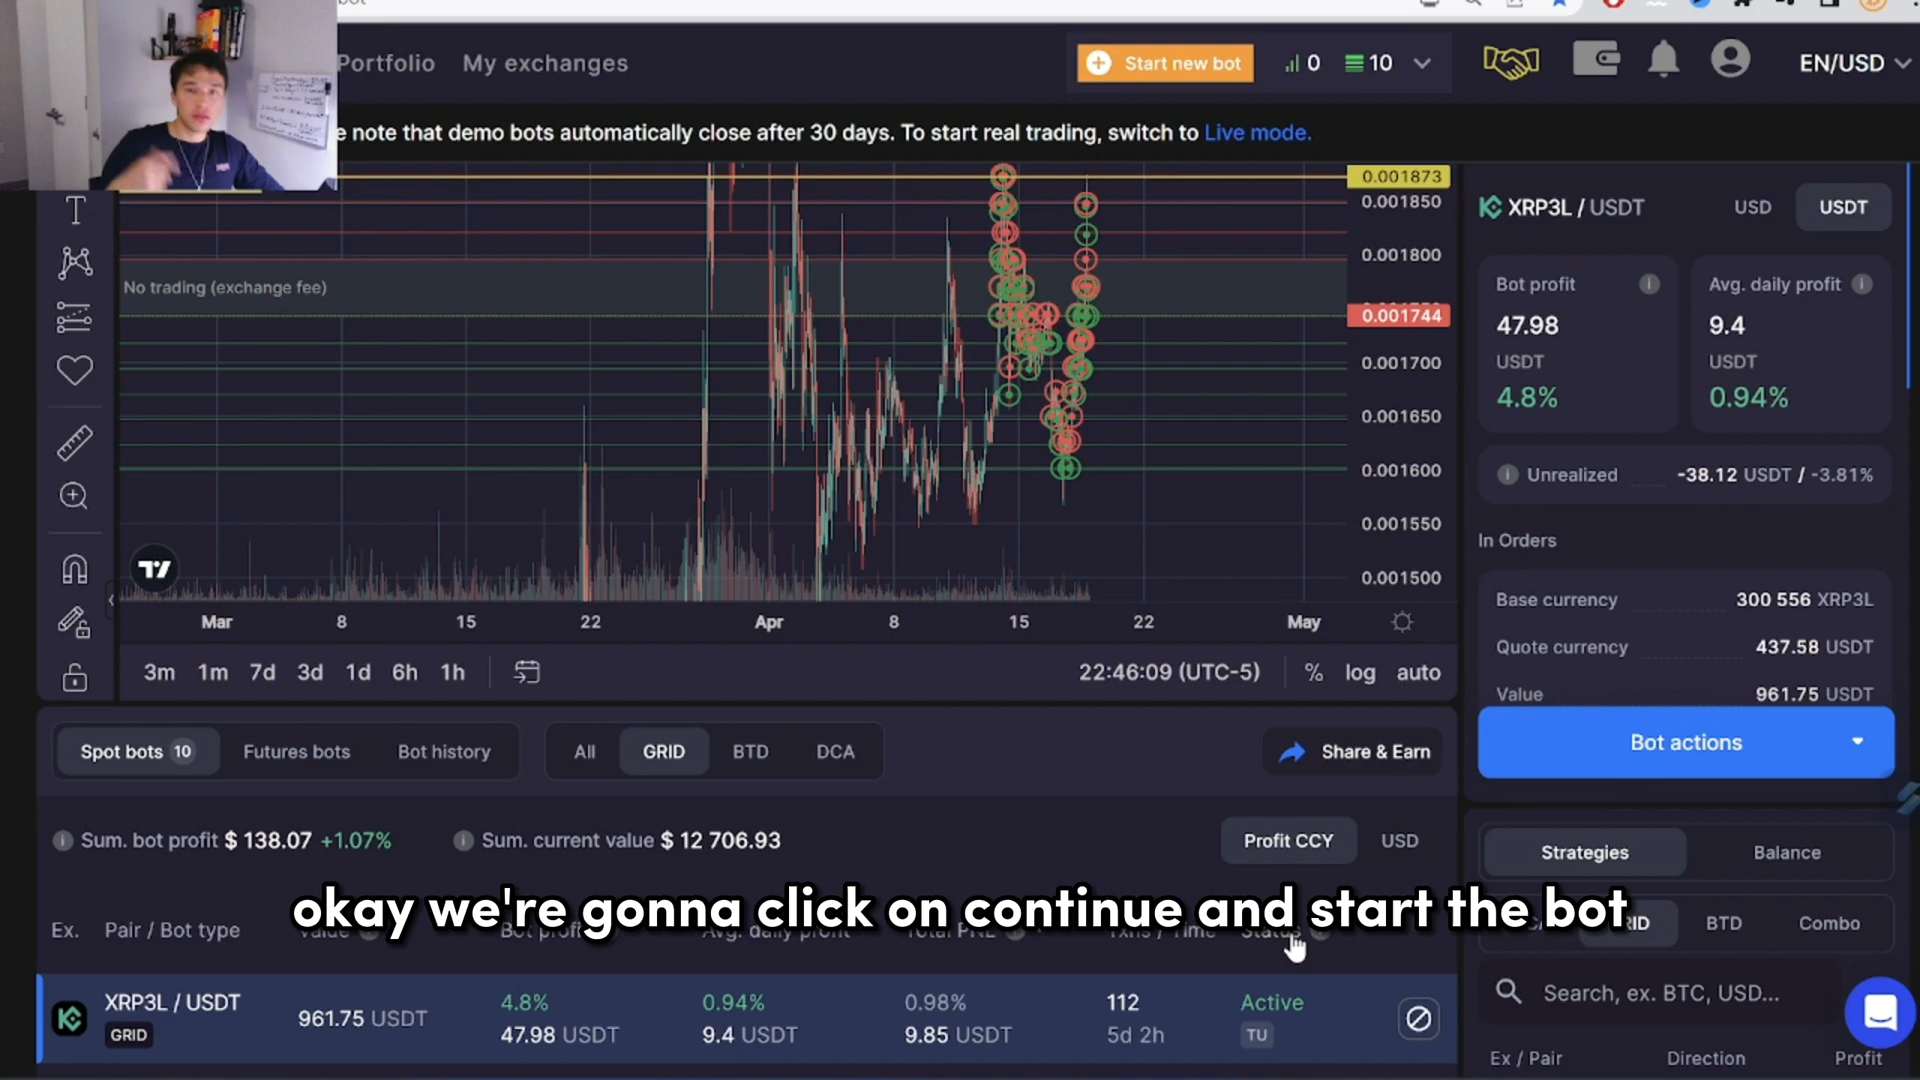 bot
Portfolio My exchanges Start new bot 0 10 EN/USD
e note that demo bots automatically close after 30 days. To start real trading, switch to Live mode.
0.001873
0.001850
0.001800
No trading (exchange fee)
0.001744
0.001700
0.001650
0.001600
0.001550
0.001500
Mar 8 15 22 Apr 8 15 22 May
3m 1m 7d 3d 1d 6h 1h 22:46:09 (UTC-5) % log auto
XRP3L / USDT USD USDT
Bot profit Avg. daily profit
47.98 9.4
USDT USDT
4.8% 0.94%
Unrealized -38.12 USDT / -3.81%
In Orders
Base currency 300 556 XRP3L
Quote currency 437.58 USDT
Value 961.75 USDT
Bot actions
Spot bots 10 Futures bots Bot history All GRID BTD DCA Share & Earn
Sum. bot profit $ 138.07 +1.07% Sum. current value $ 12 706.93 Profit CCY USD
Strategies Balance
okay we're gonna click on continue and start the bot
BTD Combo
Ex. Pair / Bot type Value Bot profit Avg. daily profit Total PNL Txns / Time Status
Search, ex. BTC, USD...
XRP3L / USDT 961.75 USDT 4.8% 0.94% 0.98% 112 Active
GRID 47.98 USDT 9.4 USDT 9.85 USDT 5d 2h TU
Ex / Pair Direction Profit